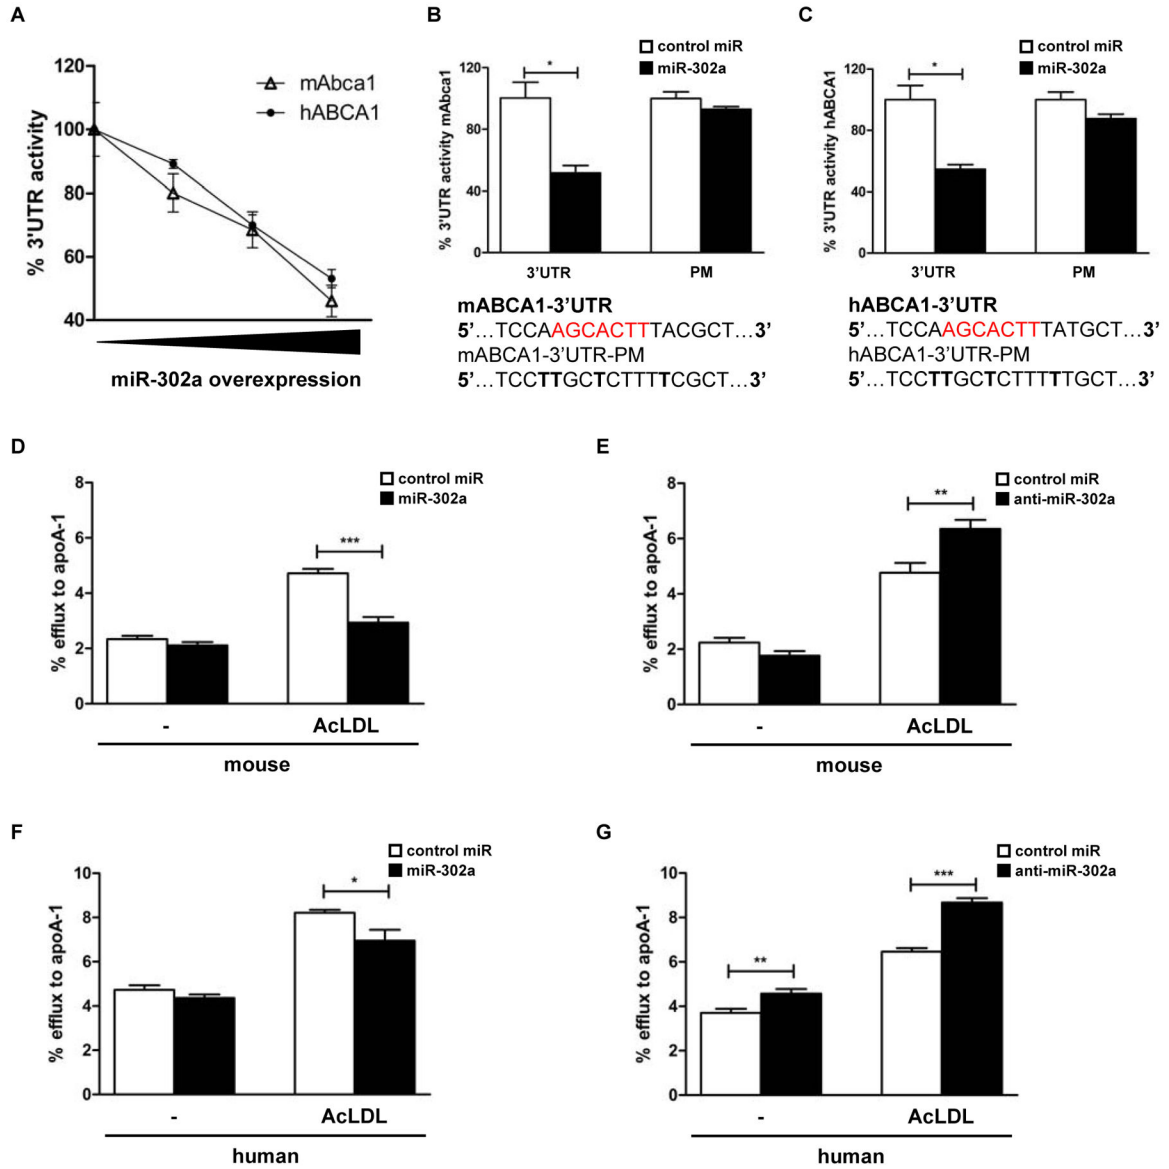 A
% 3'UTR activity
120
100
80
60
40
mAbca1
hABCA1
miR-302a overexpression
B
control miR
miR-302a
% 3'UTR activity mAbca1
120
80
40
0
*
3'UTR
PM
mABCA1-3'UTR
5'...TCCAAGCACTTTACGCT...3'
mABCA1-3'UTR-PM
5'...TCCTTGCTCTTTTCGCT...3'
C
control miR
miR-302a
% 3'UTR activity hABCA1
120
80
40
0
*
3'UTR
PM
hABCA1-3'UTR
5'...TCCAAGCACTTTATGCT...3'
hABCA1-3'UTR-PM
5'...TCCTTGCTCTTTTTGCT...3'
D
control miR
miR-302a
% efflux to apoA-1
8
6
4
2
0
***
-
AcLDL
mouse
E
control miR
anti-miR-302a
% efflux to apoA-1
8
6
4
2
0
**
-
AcLDL
mouse
F
control miR
miR-302a
% efflux to apoA-1
10
8
6
4
2
0
*
-
AcLDL
human
G
control miR
anti-miR-302a
% efflux to apoA-1
10
8
6
4
2
0
**
***
-
AcLDL
human